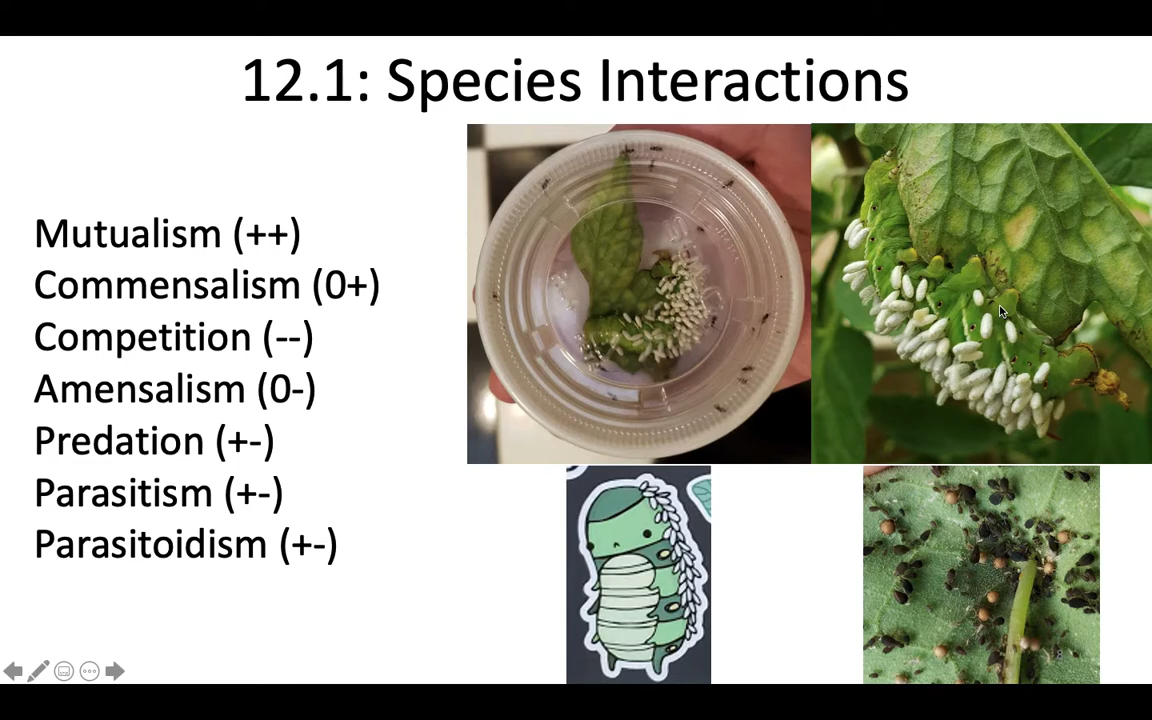 12.1: Species Interactions
Mutualism (++)
Commensalism (0+)
Competition (--)
Amensalism (0-)
Predation (+-)
Parasitism (+-)
Parasitoidism (+-)